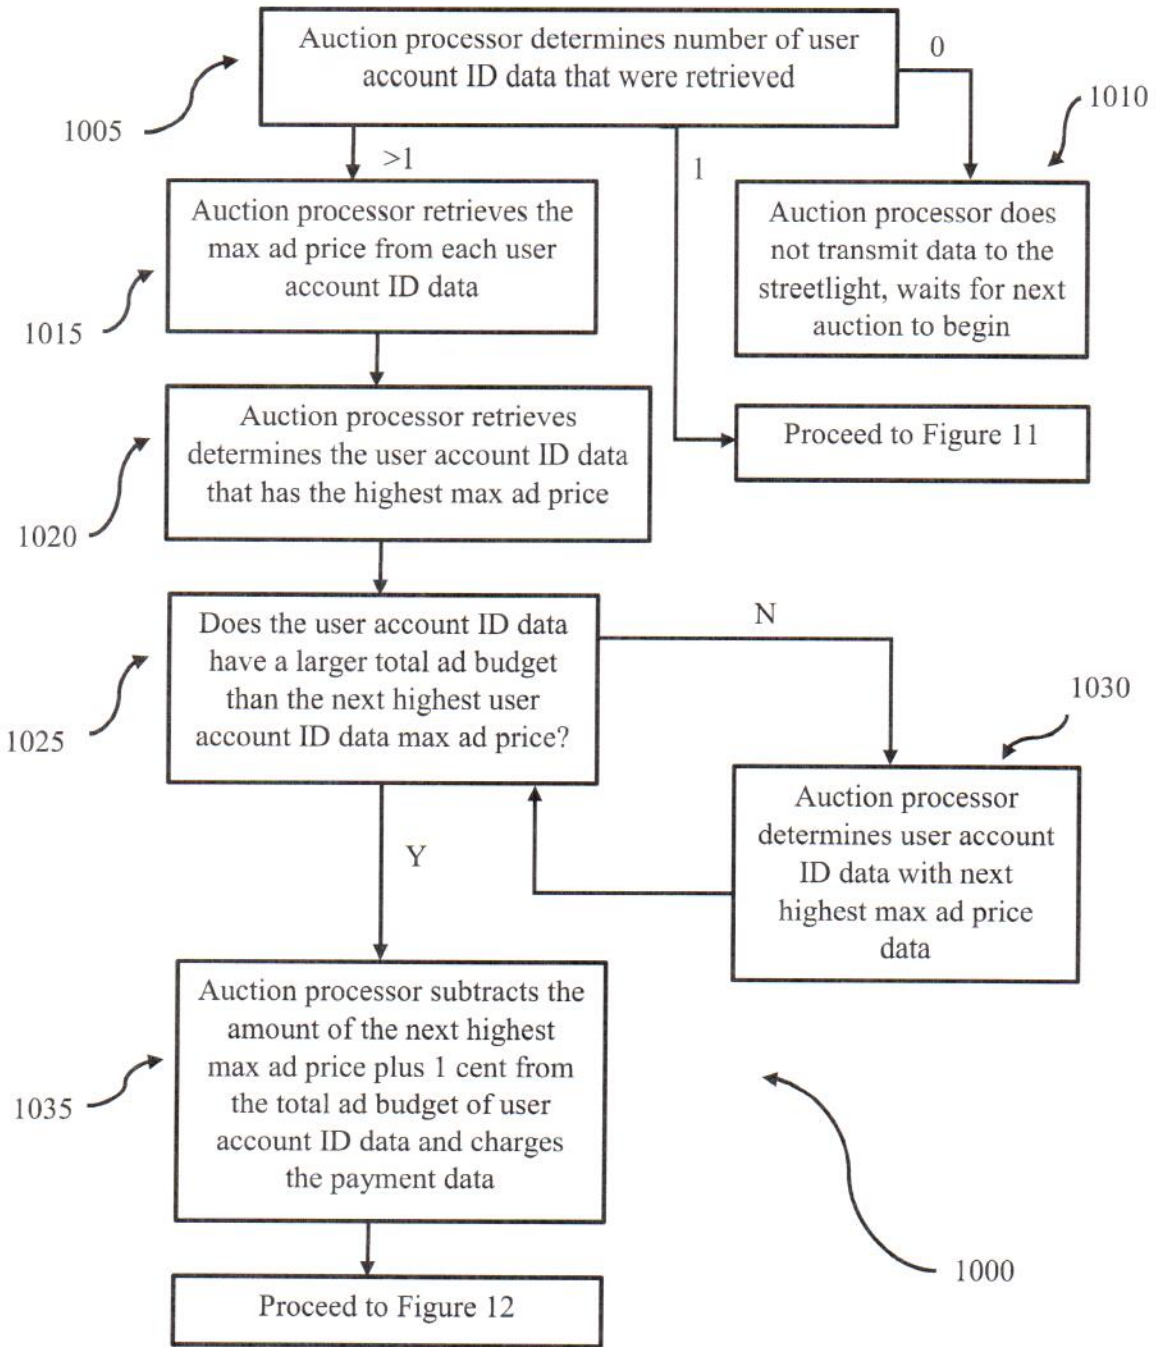 Auction processor determines number of user
account ID data that were retrieved
0
1005
1010
>1
1
Auction processor retrieves the
max ad price from each user
account ID data
1015
Auction processor does
not transmit data to the
streetlight, waits for next
auction to begin
Auction processor retrieves
determines the user account ID data
that has the highest max ad price
1020
Proceed to Figure 11
Does the user account ID data
have a larger total ad budget
than the next highest user
account ID data max ad price?
1025
N
1030
Auction processor
determines user account
ID data with next
highest max ad price
data
Y
Auction processor subtracts the
amount of the next highest
max ad price plus 1 cent from
the total ad budget of user
account ID data and charges
the payment data
1035
1000
Proceed to Figure 12